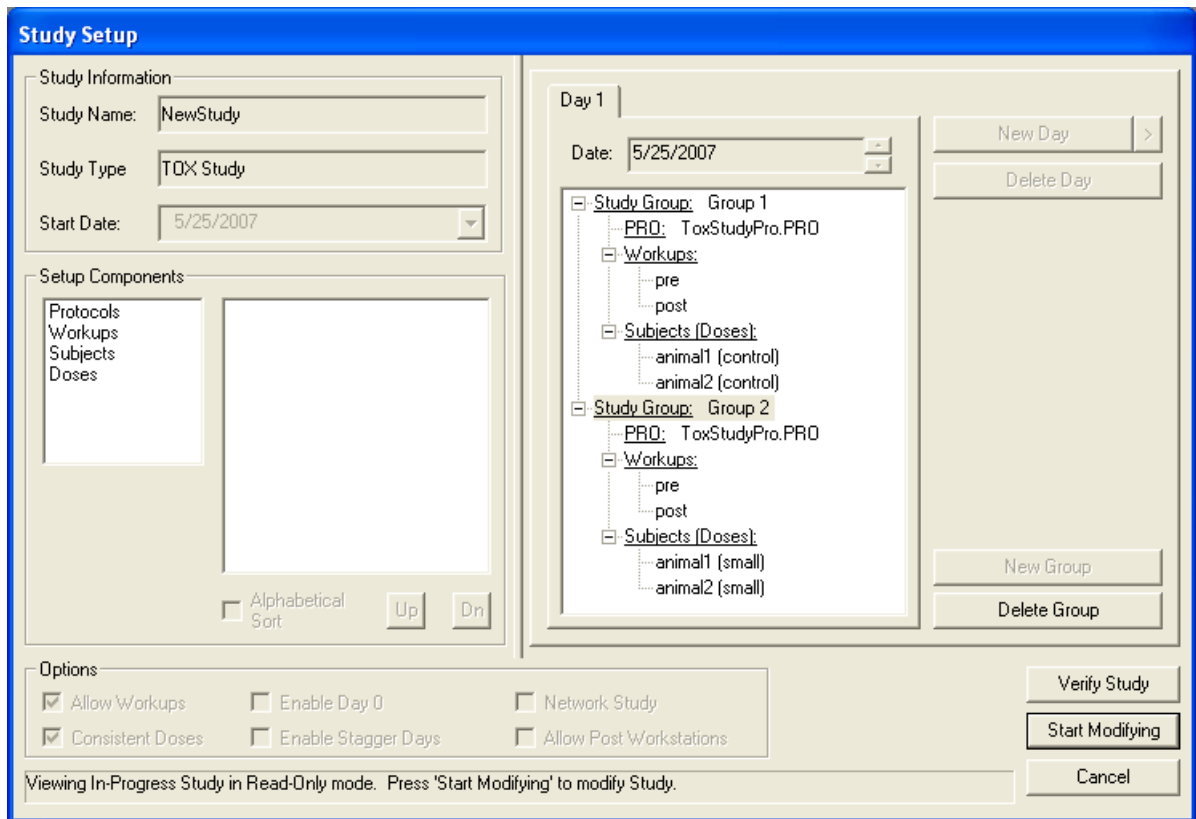 Study Setup
Study Information
Study Name: NewStudy
Study Type TOX Study
Start Date: 5/25/2007
Setup Components
Protocols
Workups
Subjects
Doses
Alphabetical
Sort
Up Dn
Day 1
Date: 5/25/2007
Study Group: Group 1
PRO: ToxStudyPro.PRO
Workups:
pre
post
Subjects (Doses):
animal1 (control)
animal2 (control)
Study Group: Group 2
PRO: ToxStudyPro.PRO
Workups:
pre
post
Subjects (Doses):
animal1 (small)
animal2 (small)
New Day >
Delete Day
New Group
Delete Group
Options
Allow Workups Enable Day 0 Network Study
Consistent Doses Enable Stagger Days Allow Post Workstations
Verify Study
Start Modifying
Cancel
Viewing In-Progress Study in Read-Only mode. Press 'Start Modifying' to modify Study.